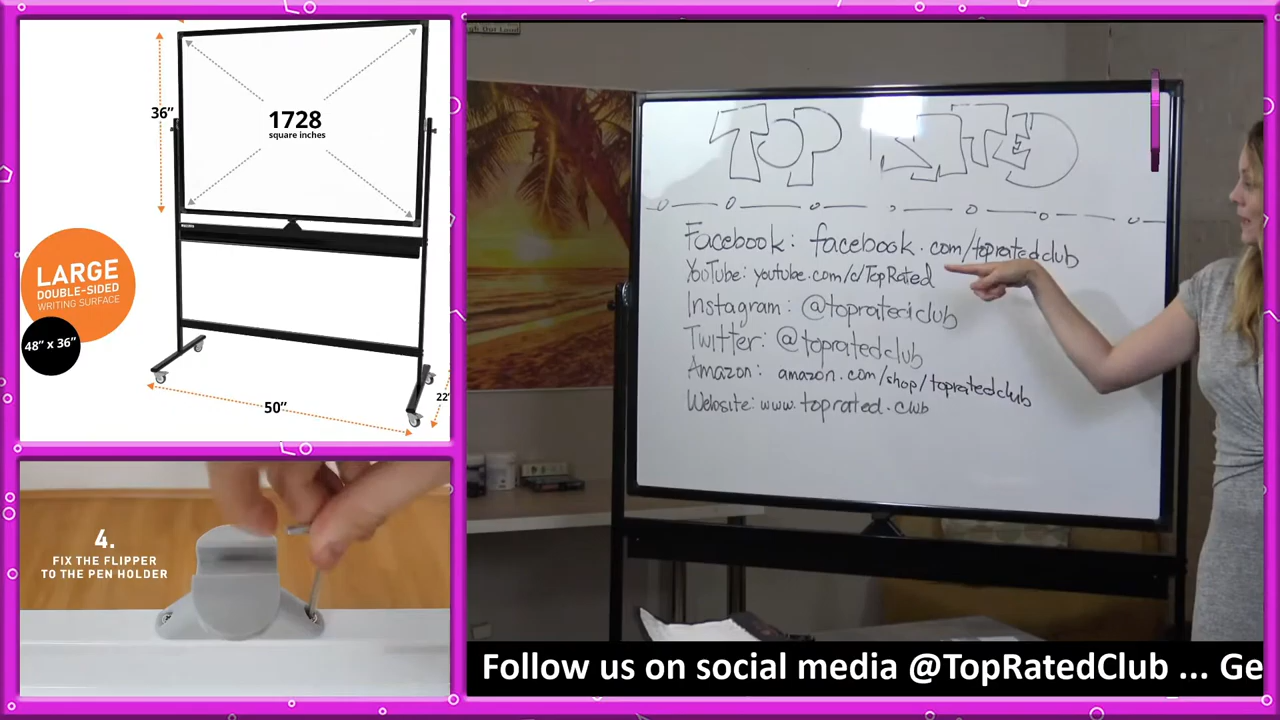 36”
1728
square inches
LARGE
DOUBLE-SIDED
WRITING SURFACE
48” x 36”
50”
22”
4.
FIX THE FLIPPER
TO THE PEN HOLDER
TOP RATED
Facebook: facebook.com/topratedclub
YouTube: youtube.com/c/TopRated
Instagram: @topratedclub
Twitter: @topratedclub
Amazon: amazon.com/shop/topratedclub
Website: www.toprated.club
Follow us on social media @TopRatedClub ... Ge